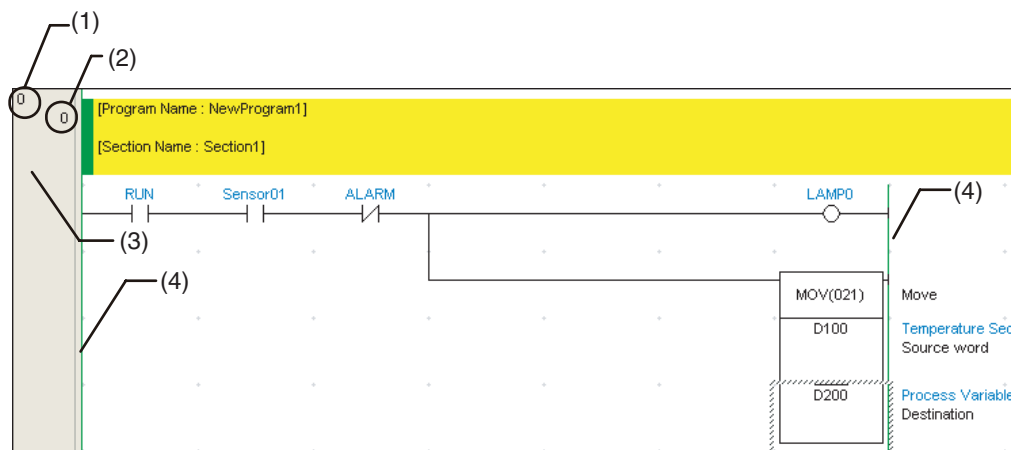 (1)
(2)
0
0
[Program Name : NewProgram1]
[Section Name : Section1]
RUN Sensor01 ALARM LAMP0
(4)
(3)
(4)
MOV(021) Move
D100 Temperature Sec
Source word
D200 Process Variable
Destination